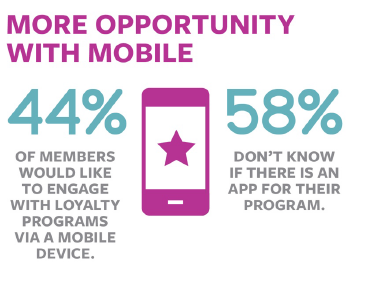 MORE OPPORTUNITY
WITH MOBILE
44%
OF MEMBERS
WOULD LIKE
TO ENGAGE
WITH LOYALTY
PROGRAMS
VIA A MOBILE
DEVICE.
58%
DON'T KNOW
IF THERE IS AN
APP FOR THEIR
PROGRAM.